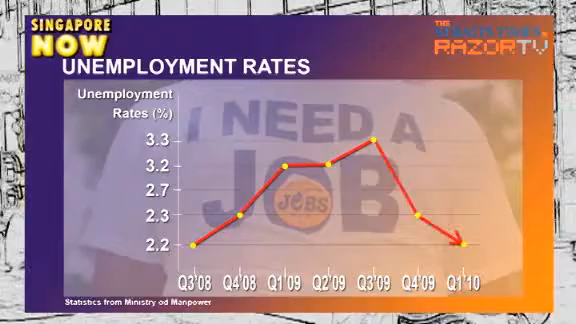 SINGAPORE
NOW
THE
STRAITS TIMES
RAZORTV
UNEMPLOYMENT RATES
Unemployment
Rates (%)
I NEED A
JOB
JOBS
3.3
3.2
2.7
2.3
2.2
Q3'08 Q4'08 Q1'09 Q2'09 Q3'09 Q4'09 Q1'10
Statistics from Ministry od Manpower